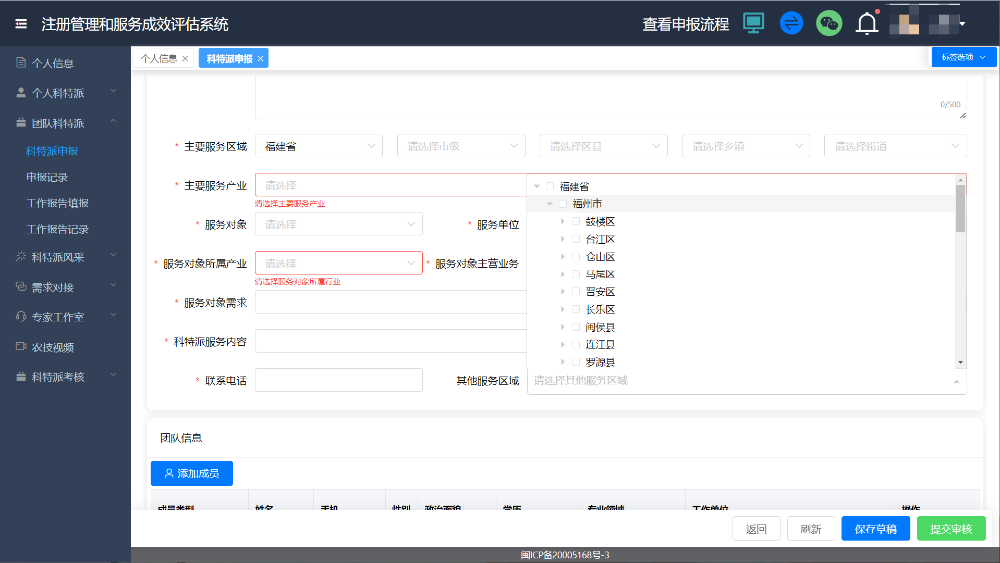 注册管理和服务成效评估系统
查看申报流程
个人信息
个人科特派
团队科特派
科特派申报
申报记录
工作报告填报
工作报告记录
科特派风采
需求对接
专家工作室
农技视频
科特派考核
个人信息
科特派申报
标签选项
0/500
* 主要服务区域
福建省
请选择市级
请选择区县
请选择乡镇
请选择街道
* 主要服务产业
请选择
请选择主要服务产业
* 服务对象
请选择
* 服务单位
* 服务对象所属产业
请选择
* 服务对象主营业务
请选择服务对象所属行业
* 服务对象需求
* 科特派服务内容
* 联系电话
其他服务区域
福建省
福州市
鼓楼区
台江区
仓山区
马尾区
晋安区
长乐区
闽侯县
连江县
罗源县
请选择其他服务区域
团队信息
添加成员
成员类型
姓名
手机
性别
政治面貌
学历
专业领域
工作单位
操作
返回
刷新
保存草稿
提交审核
闽ICP备20005168号-3